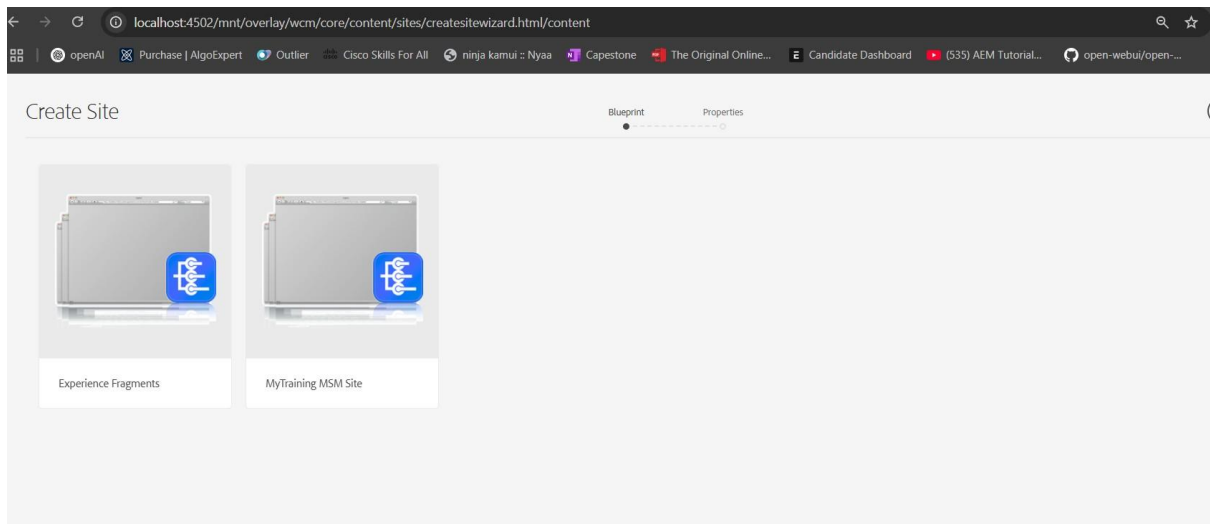 localhost:4502/mnt/overlay/wcm/core/content/sites/createsitewizard.html/content
openAI Purchase | AlgoExpert Outlier Cisco Skills For All ninja kamui :: Nyaa Capestone The Original Online... Candidate Dashboard (535) AEM Tutorial... open-webui/open-...
Create Site
Blueprint Properties
Experience Fragments MyTraining MSM Site